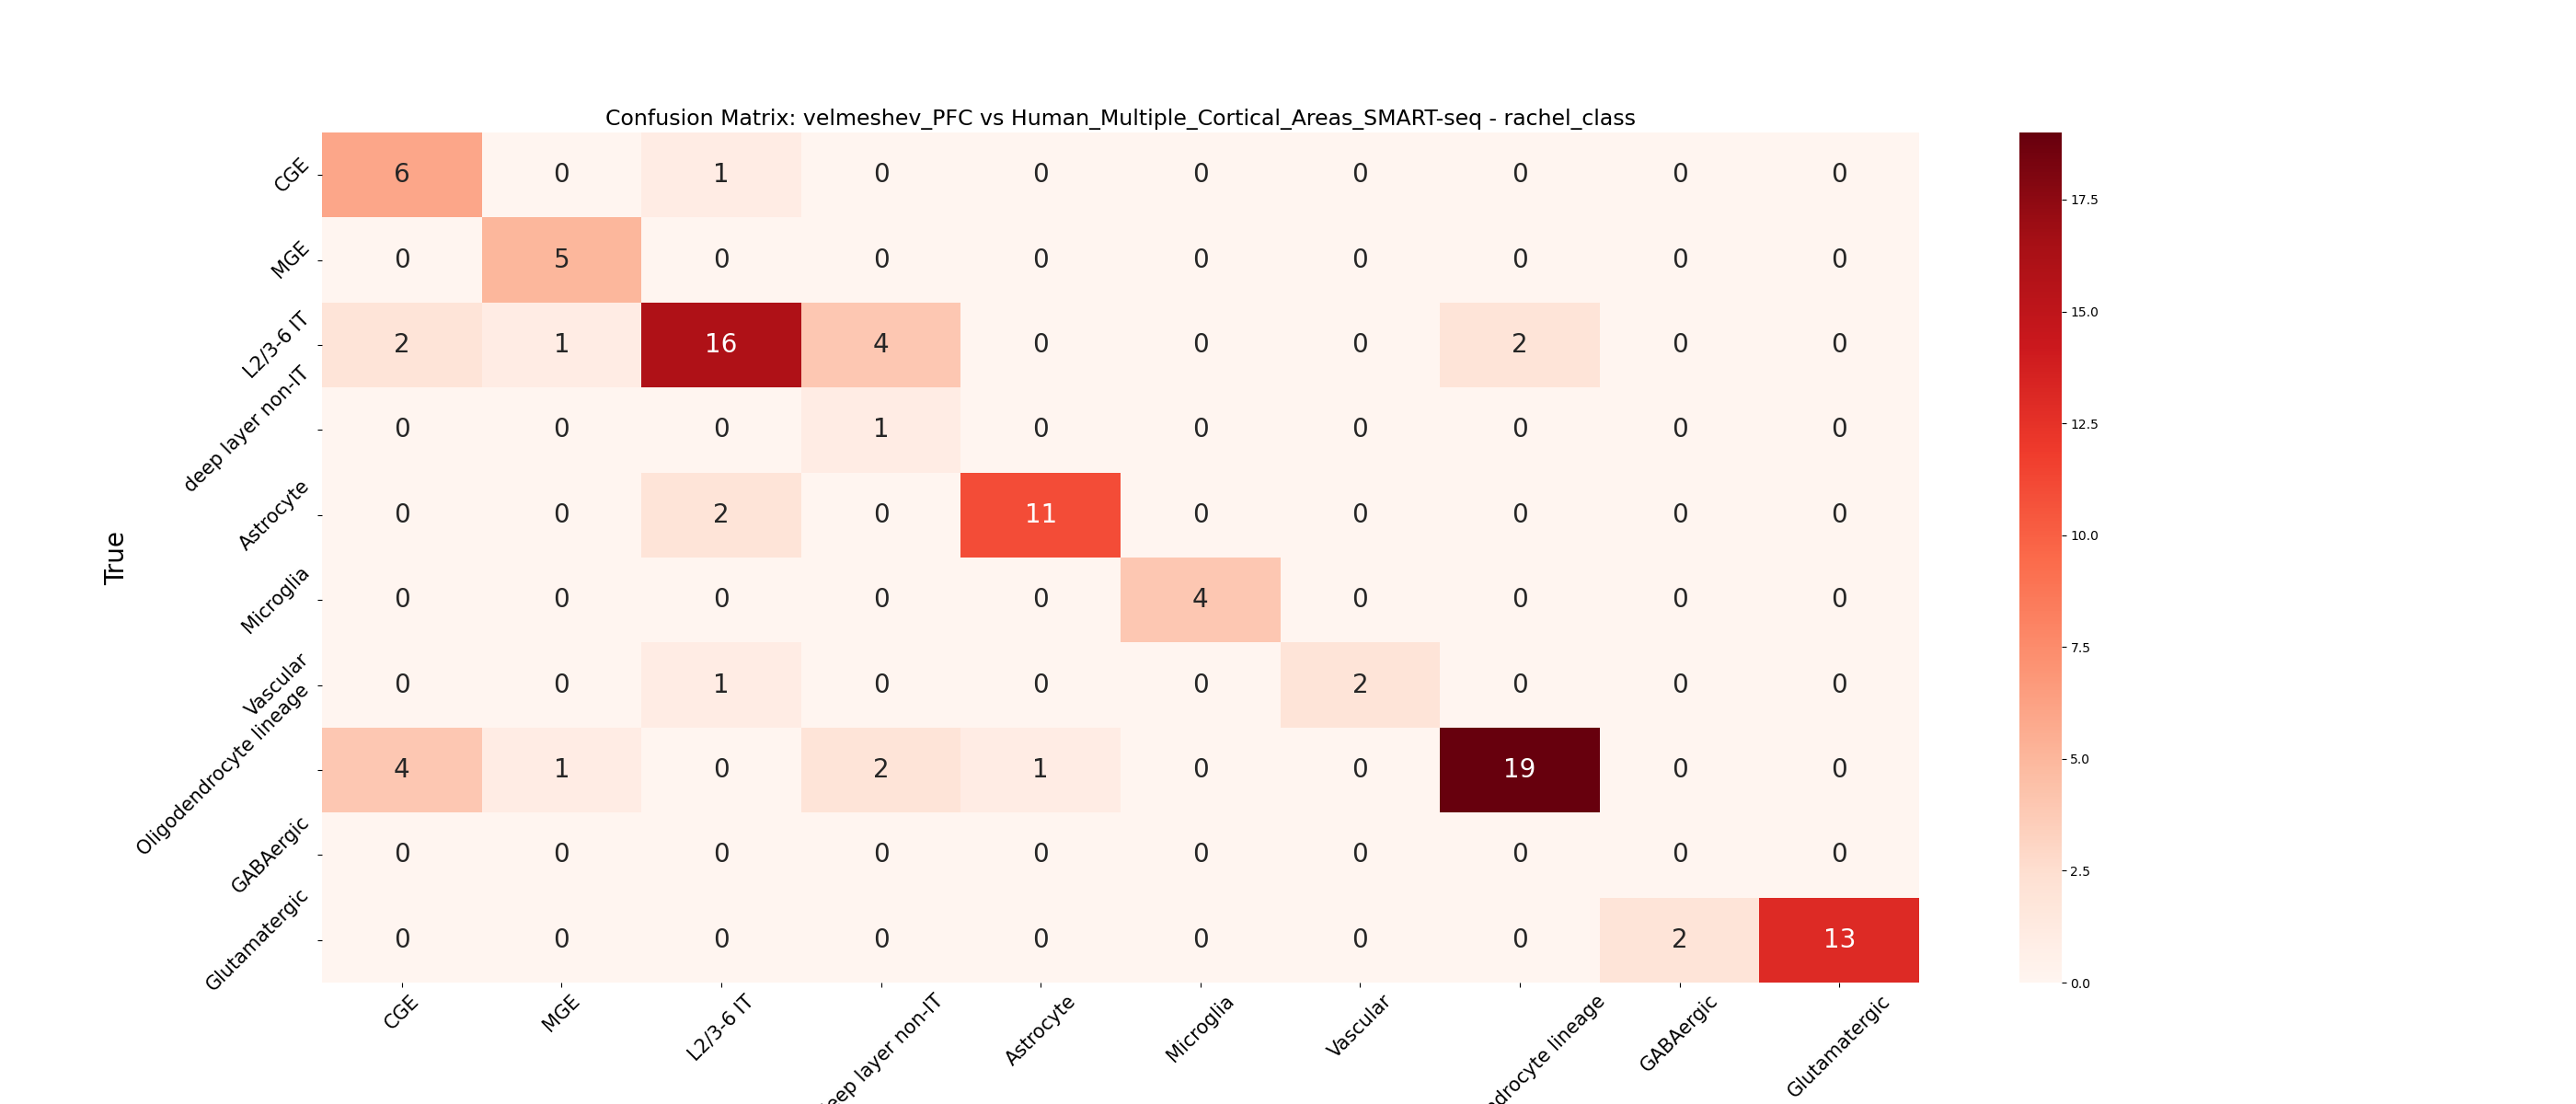 Confusion Matrix: velmeshev_PFC vs Human_Multiple_Cortical_Areas_SMART-seq - rachel_class
True
CGE 6 0 1 0 0 0 0 0 0 0
MGE 0 5 0 0 0 0 0 0 0 0
L2/3-6 IT 2 1 16 4 0 0 0 2 0 0
deep layer non-IT 0 0 0 1 0 0 0 0 0 0
Astrocyte 0 0 2 0 11 0 0 0 0 0
Microglia 0 0 0 0 0 4 0 0 0 0
Vascular 0 0 1 0 0 0 2 0 0 0
Oligodendrocyte lineage 4 1 0 2 1 0 0 19 0 0
GABAergic 0 0 0 0 0 0 0 0 0 0
Glutamatergic 0 0 0 0 0 0 0 0 2 13
CGE MGE L2/3-6 IT layer non-IT Astrocyte Microglia Vascular lineage GABAergic Glutamatergic
17.5
15.0
12.5
10.0
7.5
5.0
2.5
0.0